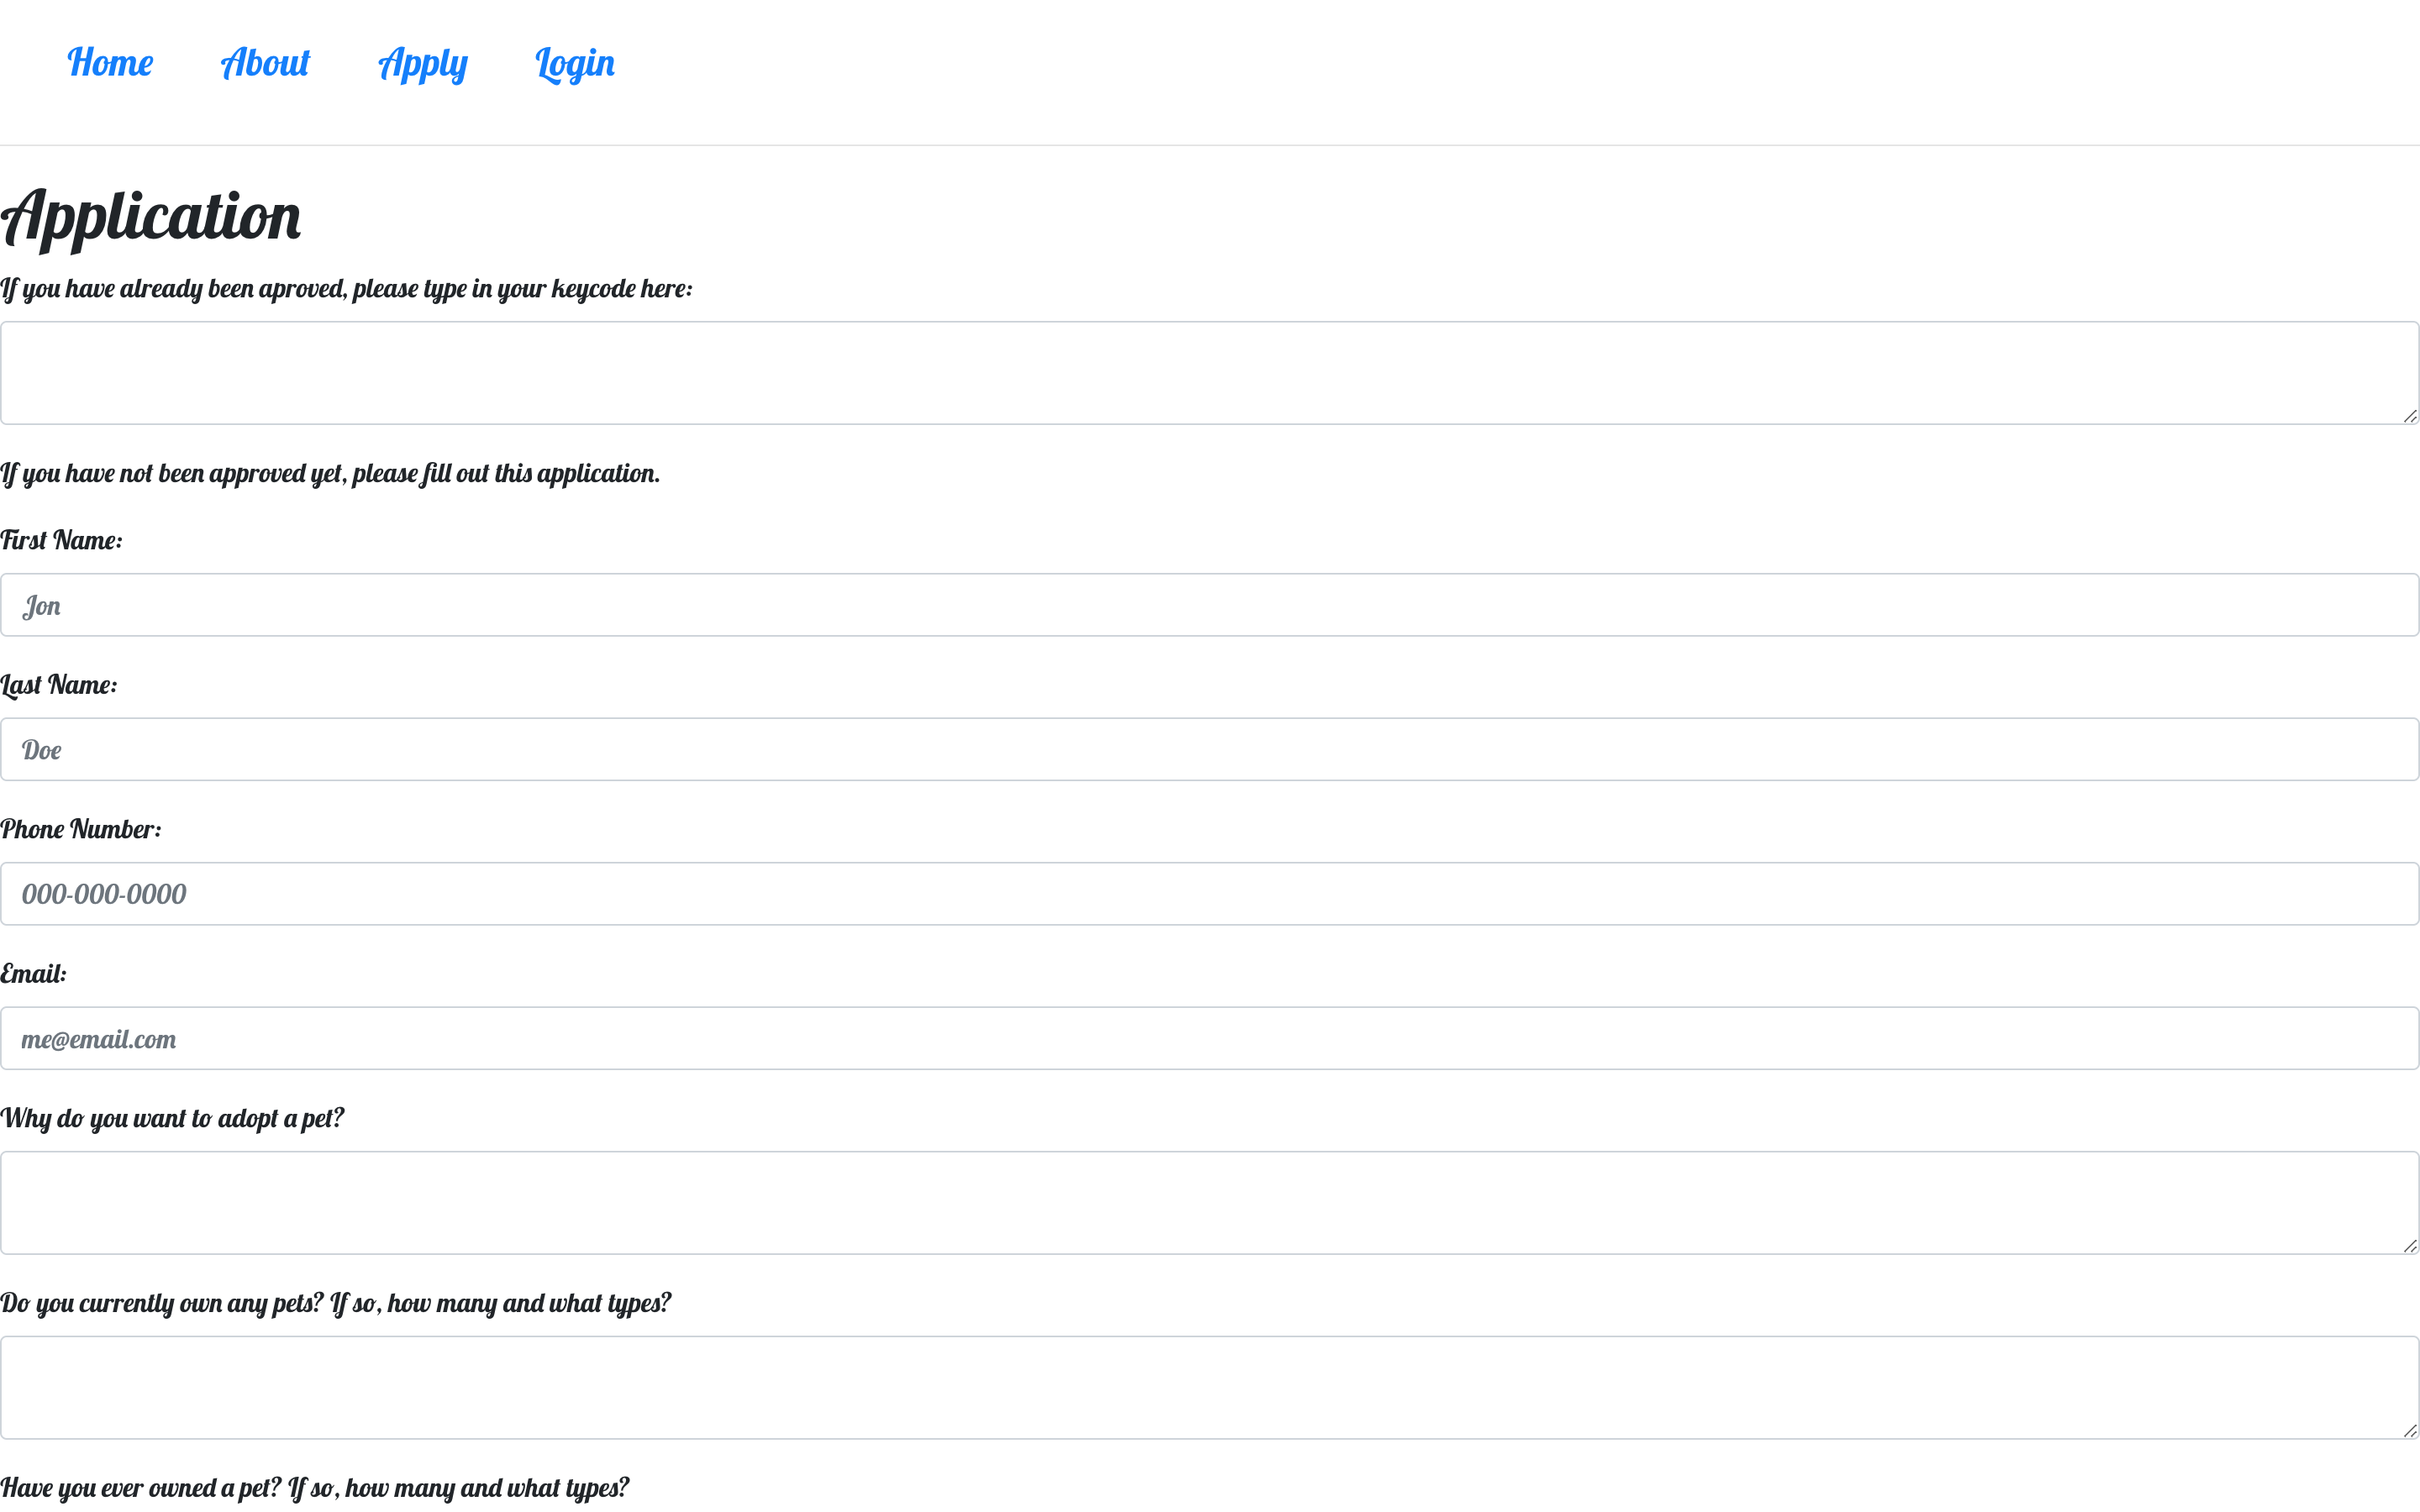 Home About Apply Login
Application
If you have already been aproved, please type in your keycode here:
If you have not been approved yet, please fill out this application.
First Name:
Jon
Last Name:
Doe
Phone Number:
000-000-0000
Email:
me@email.com
Why do you want to adopt a pet?
Do you currently own any pets? If so, how many and what types?
Have you ever owned a pet? If so, how many and what types?